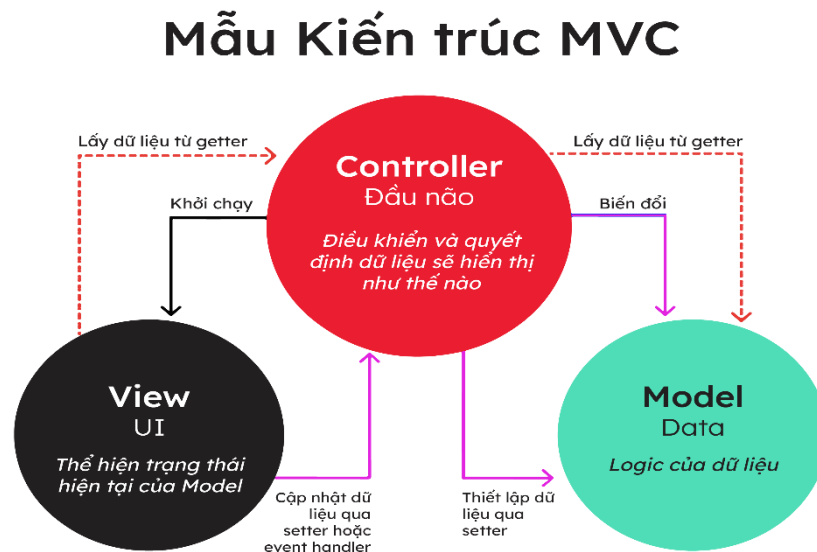 Mẫu Kiến trúc MVC
Lấy dữ liệu từ getter
Lấy dữ liệu từ getter
Controller
Đầu não
Khởi chạy
Biến đổi
Điều khiển và quyết
định dữ liệu sẽ hiển thị
như thế nào
View
UI
Thể hiện trạng thái
hiện tại của Model
Model
Data
Logic của dữ liệu
Cập nhật dữ
liệu qua
setter hoặc
event handler
Thiết lập dữ
liệu qua
setter